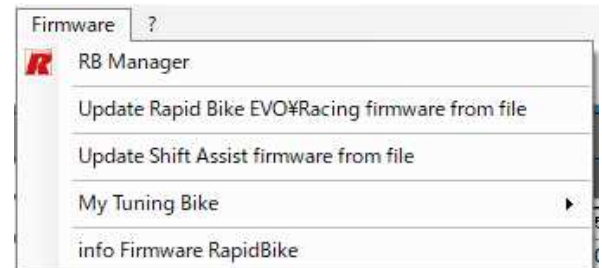 Firmware ?
RB Manager
Update Rapid Bike EVO¥Racing firmware from file
Update Shift Assist firmware from file
My Tuning Bike
info Firmware RapidBike